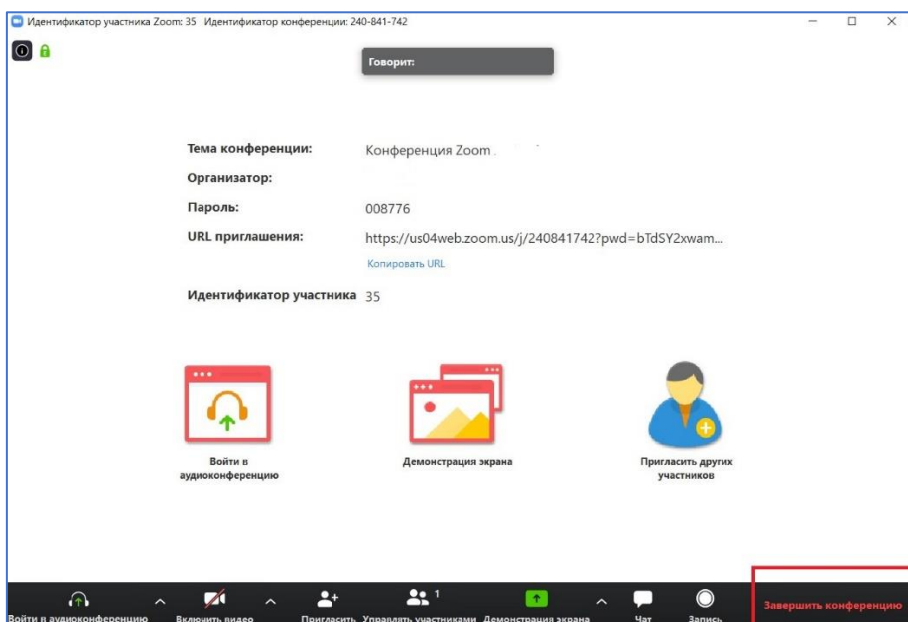 Идентификатор участника Zoom: 35 Идентификатор конференции: 240-841-742
Говорит:
Тема конференции: Конференция Zoom
Организатор:
Пароль: 008776
URL приглашения: https://us04web.zoom.us/j/240841742?pwd=bTdSY2xwam...
Копировать URL
Идентификатор участника 35
Войти в аудиоконференцию
Демонстрация экрана
Пригласить других участников
1
Войти в аудиоконференцию Включить видео Пригласить Управлять участниками Демонстрация экрана Чат Запись Завершить конференцию